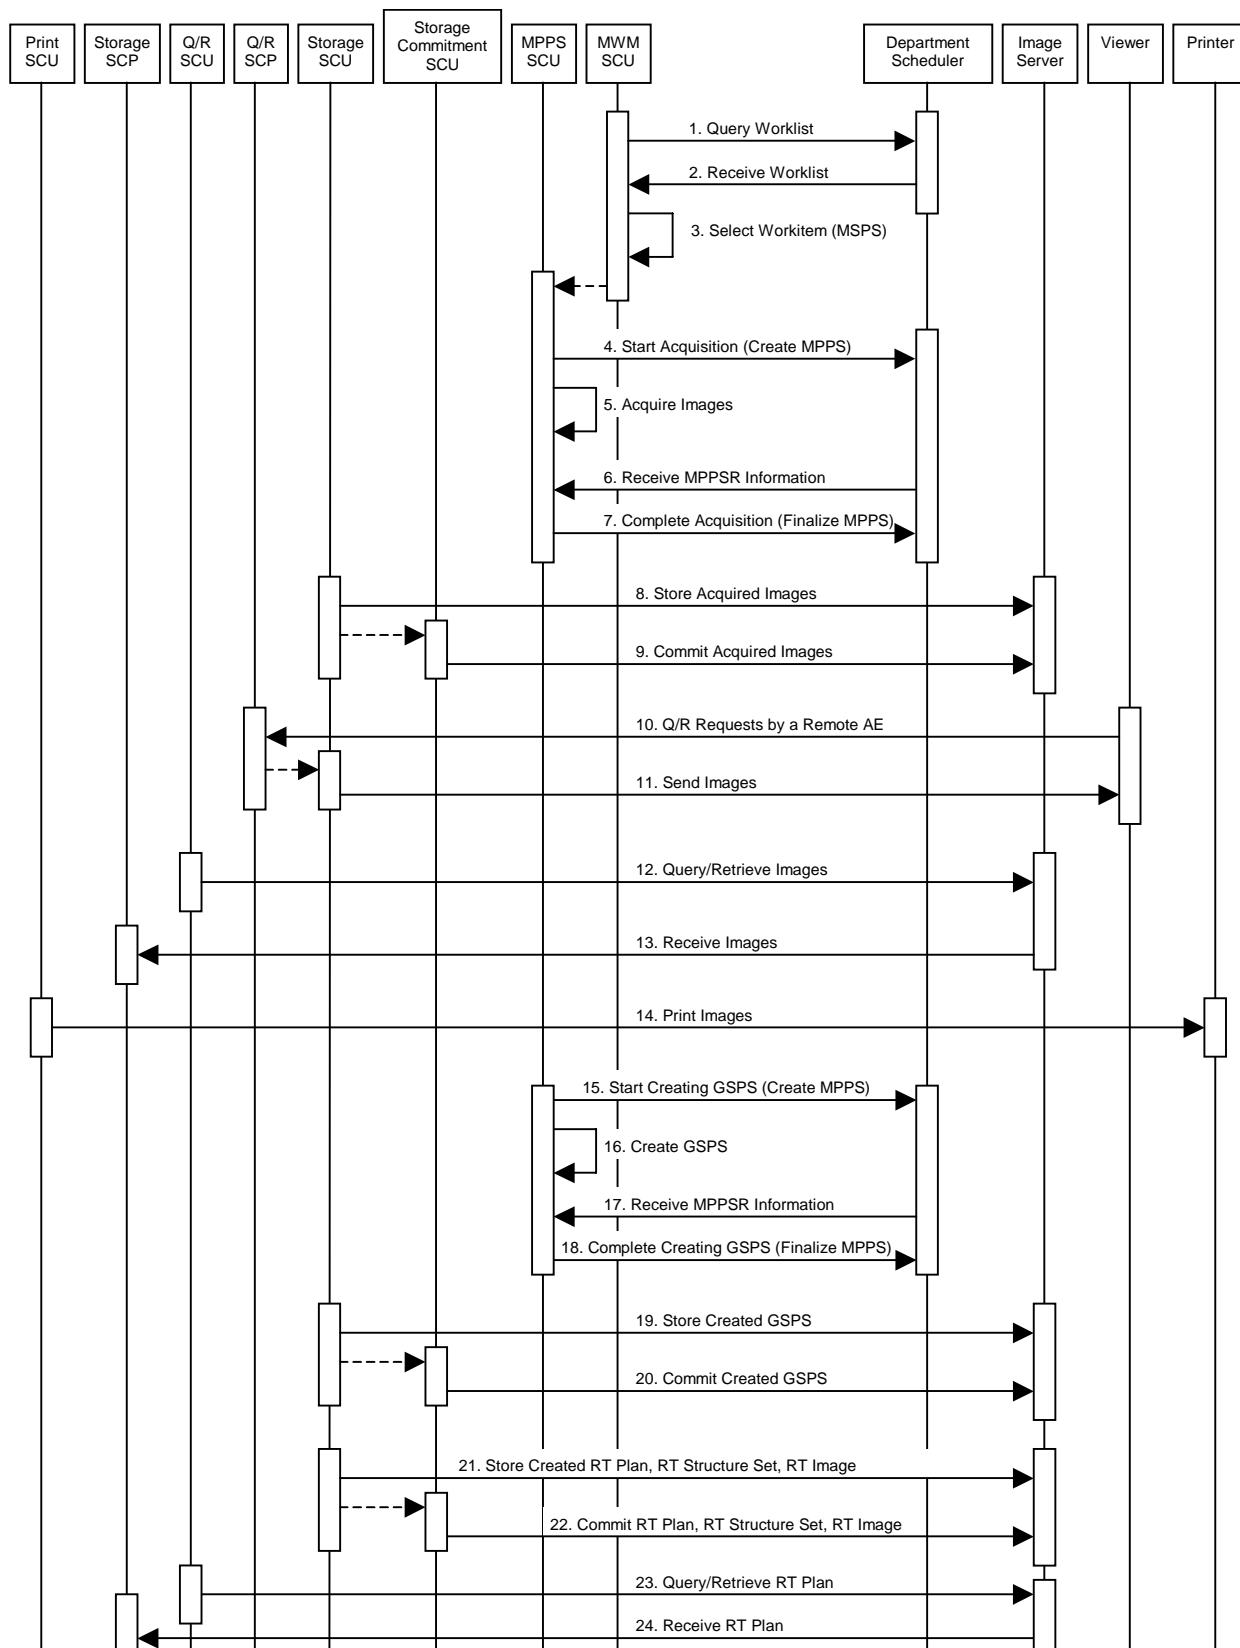 Print
SCU
Storage
SCP
Q/R
SCU
Q/R
SCP
Storage
SCU
Storage
Commitment
SCU
MPPS
SCU
MWM
SCU
Department
Scheduler
Image
Server
Viewer
Printer
1. Query Worklist
2. Receive Worklist
3. Select Workitem (MSPS)
4. Start Acquisition (Create MPPS)
5. Acquire Images
6. Receive MPPSR Information
7. Complete Acquisition (Finalize MPPS)
8. Store Acquired Images
9. Commit Acquired Images
10. Q/R Requests by a Remote AE
11. Send Images
12. Query/Retrieve Images
13. Receive Images
14. Print Images
15. Start Creating GSPS (Create MPPS)
16. Create GSPS
17. Receive MPPSR Information
18. Complete Creating GSPS (Finalize MPPS)
19. Store Created GSPS
20. Commit Created GSPS
21. Store Created RT Plan, RT Structure Set, RT Image
22. Commit RT Plan, RT Structure Set, RT Image
23. Query/Retrieve RT Plan
24. Receive RT Plan